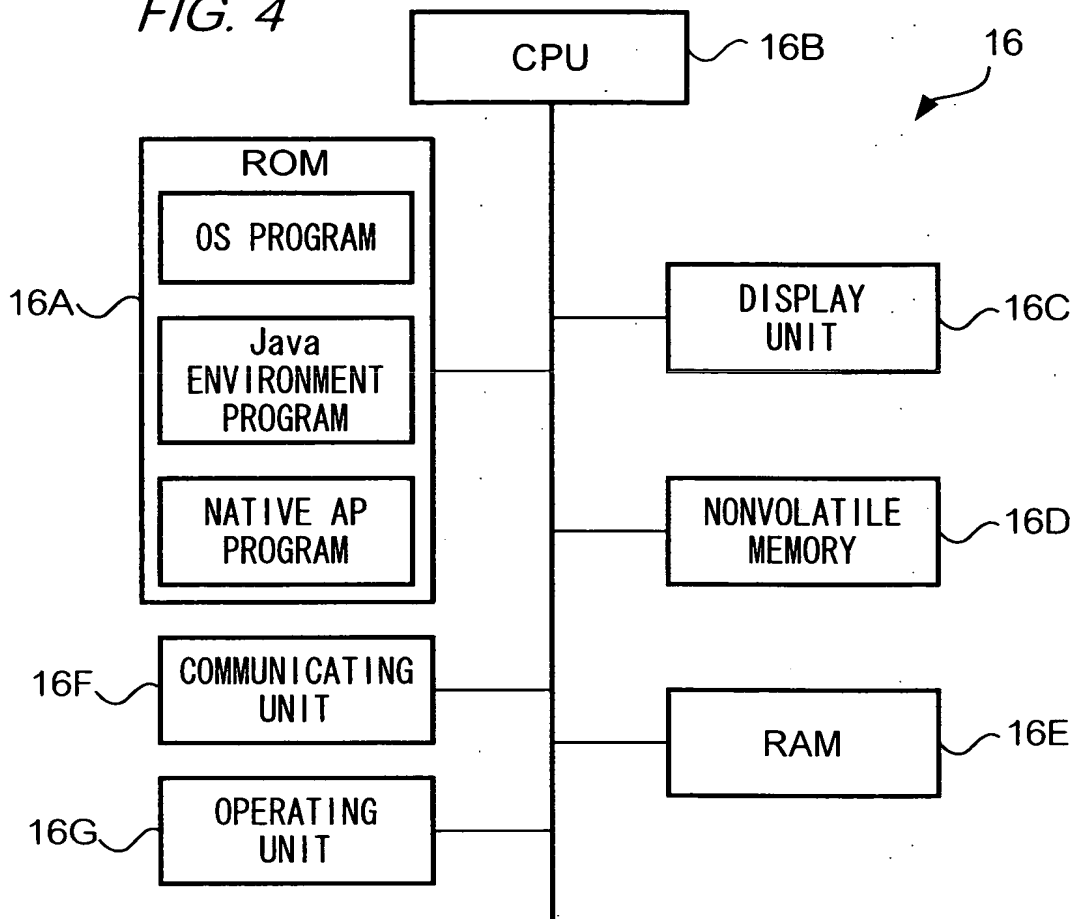 FIG. 4
CPU
16B
16
ROM
OS PROGRAM
16A
Java
ENVIRONMENT
PROGRAM
NATIVE AP
PROGRAM
DISPLAY
UNIT
16C
NONVOLATILE
MEMORY
16D
16F
COMMUNICATING
UNIT
RAM
16E
16G
OPERATING
UNIT